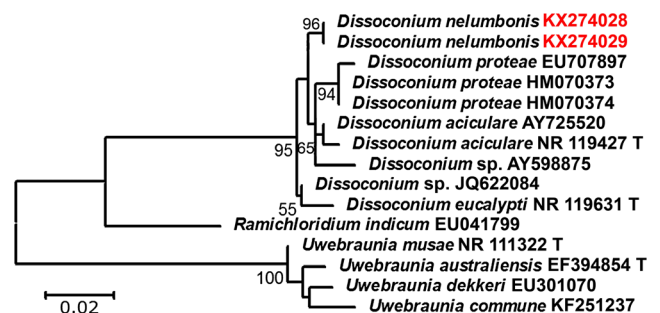 96
Dissoconium nelumbonis KX274028
Dissoconium nelumbonis KX274029
Dissoconium proteae EU707897
94
Dissoconium proteae HM070373
Dissoconium proteae HM070374
Dissoconium aciculare AY725520
95
65
Dissoconium aciculare NR 119427 T
Dissoconium sp. AY598875
Dissoconium sp. JQ622084
55
Dissoconium eucalypti NR 119631 T
Ramichloridium indicum EU041799
Uwebraunia musae NR 111322 T
100
Uwebraunia australiensis EF394854 T
Uwebraunia dekkeri EU301070
Uwebraunia commune KF251237
0.02